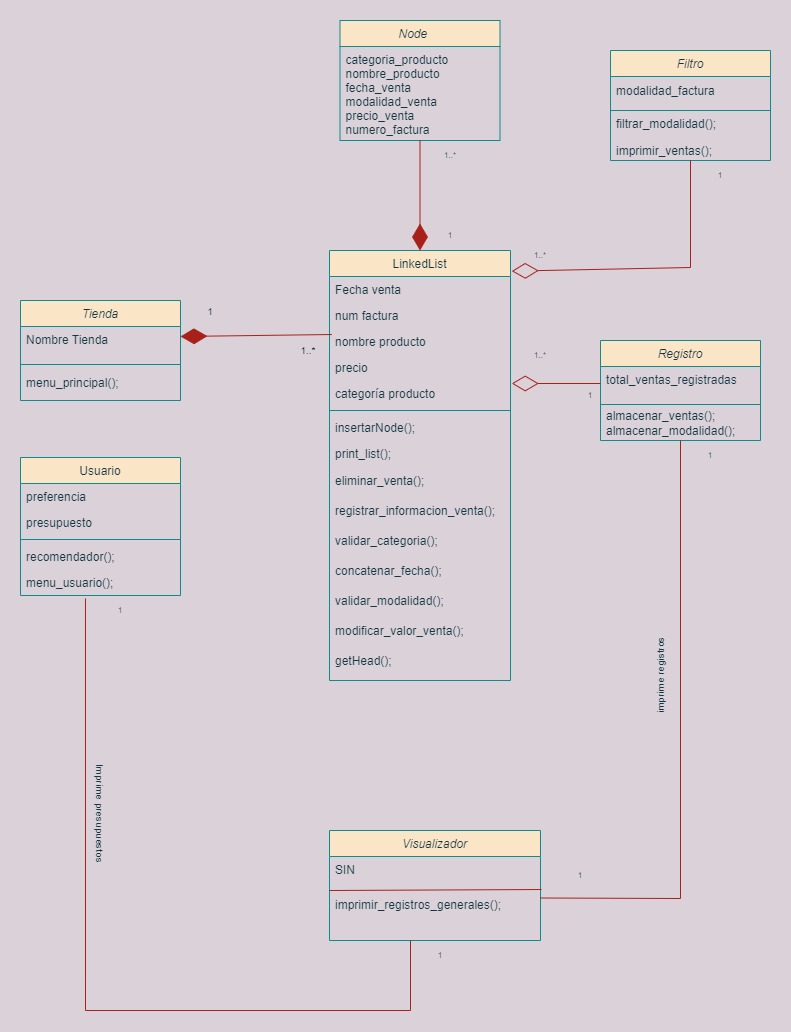 Node
categoria_producto
nombre_producto
fecha_venta
modalidad_venta
precio_venta
numero_factura
1..*
1
Filtro
modalidad_factura
filtrar_modalidad();
imprimir_ventas();
1
1..*
LinkedList
Fecha venta
num factura
nombre producto
precio
categoría producto
insertarNode();
print_list();
eliminar_venta();
registrar_informacion_venta();
validar_categoria();
concatenar_fecha();
validar_modalidad();
modificar_valor_venta();
getHead();
Tienda
Nombre Tienda
menu_principal();
1
1..*
1..*
1
Registro
total_ventas_registradas
almacenar_ventas();
almacenar_modalidad();
1
Usuario
preferencia
presupuesto
recomendador();
menu_usuario();
1
imprime registros
Imprime presupuestos
Visualizador
SIN
imprimir_registros_generales();
1
1